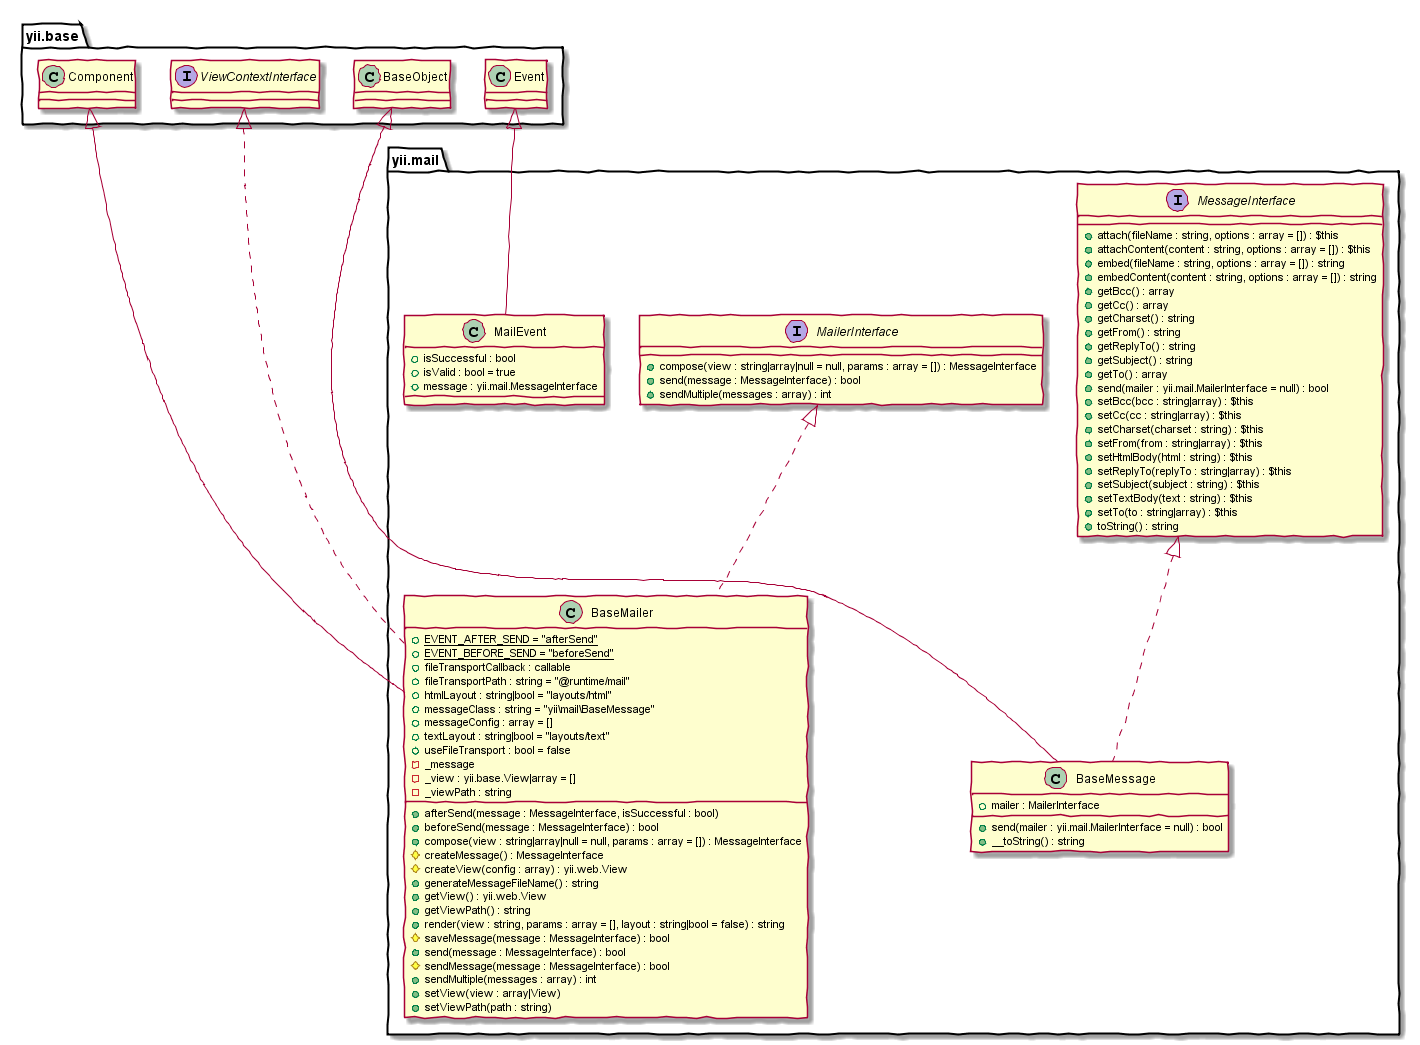 yii.base
C Component
I ViewContextInterface
C BaseObject
C Event
yii.mail
I MessageInterface
attach(fileName : string, options : array = []) : $this
attachContent(content : string, options : array = []) : $this
embed(fileName : string, options : array = []) : string
embedContent(content : string, options : array = []) : string
getBcc() : array
getCc() : array
getCharset() : string
getFrom() : string
getReplyTo() : string
getSubject() : string
getTo() : array
send(mailer : yii.mail.MailerInterface = null) : bool
setBcc(bcc : string|array) : $this
setCc(cc : string|array) : $this
setCharset(charset : string) : $this
setFrom(from : string|array) : $this
setHtmlBody(html : string) : $this
setReplyTo(replyTo : string|array) : $this
setSubject(subject : string) : $this
setTextBody(text : string) : $this
setTo(to : string|array) : $this
toString() : string
C MailEvent
isSuccessful : bool
isValid : bool = true
message : yii.mail.MessageInterface
I MailerInterface
compose(view : string|array|null = null, params : array = []) : MessageInterface
send(message : MessageInterface) : bool
sendMultiple(messages : array) : int
C BaseMailer
EVENT_AFTER_SEND = "afterSend"
EVENT_BEFORE_SEND = "beforeSend"
fileTransportCallback : callable
fileTransportPath : string = "@runtime/mail"
htmlLayout : string|bool = "layouts/html"
messageClass : string = "yii\mail\BaseMessage"
messageConfig : array = []
textLayout : string|bool = "layouts/text"
useFileTransport : bool = false
_message
_view : yii.base.View|array = []
_viewPath : string
afterSend(message : MessageInterface, isSuccessful : bool)
beforeSend(message : MessageInterface) : bool
compose(view : string|array|null = null, params : array = []) : MessageInterface
createMessage() : MessageInterface
createView(config : array) : yii.web.View
generateMessageFileName() : string
getView() : yii.web.View
getViewPath() : string
render(view : string, params : array = [], layout : string|bool = false) : string
saveMessage(message : MessageInterface) : bool
send(message : MessageInterface) : bool
sendMessage(message : MessageInterface) : bool
sendMultiple(messages : array) : int
setView(view : array|View)
setViewPath(path : string)
C BaseMessage
mailer : MailerInterface
send(mailer : yii.mail.MailerInterface = null) : bool
__toString() : string